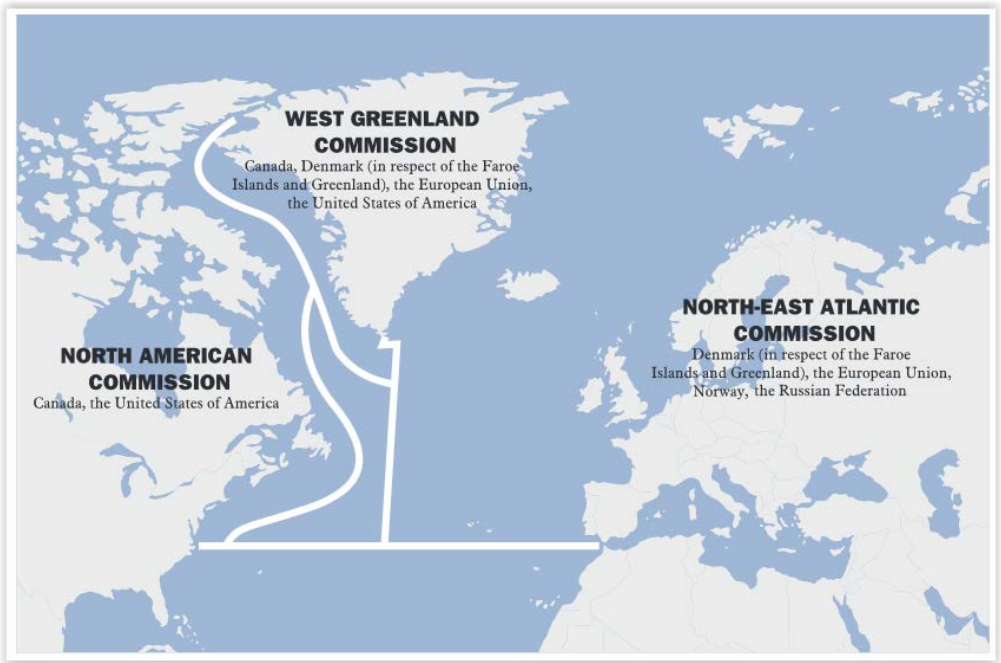 WEST GREENLAND
COMMISSION
Canada, Denmark (in respect of the Faroe
Islands and Greenland), the European Union,
the United States of America
NORTH-EAST ATLANTIC
COMMISSION
Denmark (in respect of the Faroe
Islands and Greenland), the European Union,
Norway, the Russian Federation
NORTH AMERICAN
COMMISSION
Canada, the United States of America